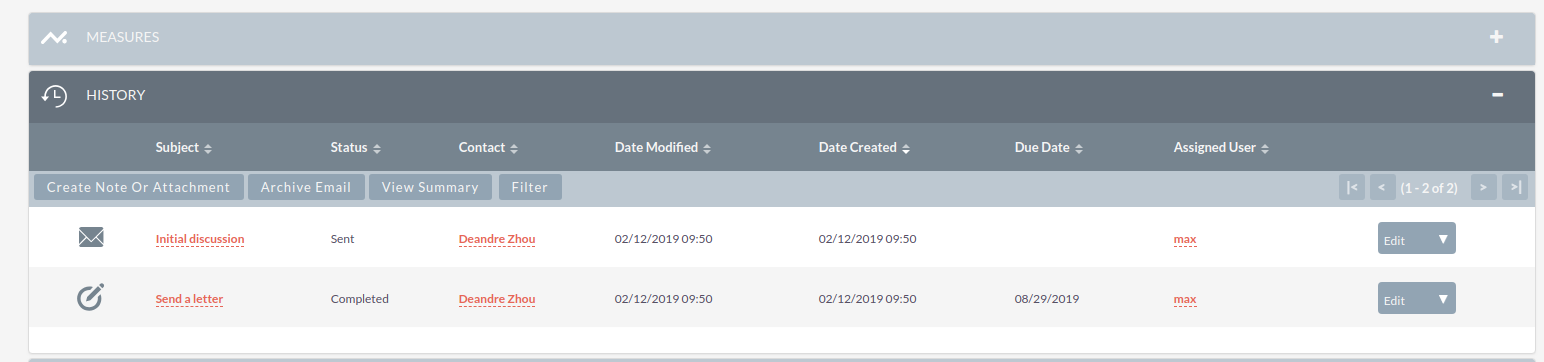 MEASURES
HISTORY
Subject Status Contact Date Modified Date Created Due Date Assigned User
Create Note Or Attachment Archive Email View Summary Filter |< < (1 - 2 of 2) > >|
Initial discussion Sent Deandre Zhou 02/12/2019 09:50 02/12/2019 09:50 max Edit
Send a letter Completed Deandre Zhou 02/12/2019 09:50 02/12/2019 09:50 08/29/2019 max Edit